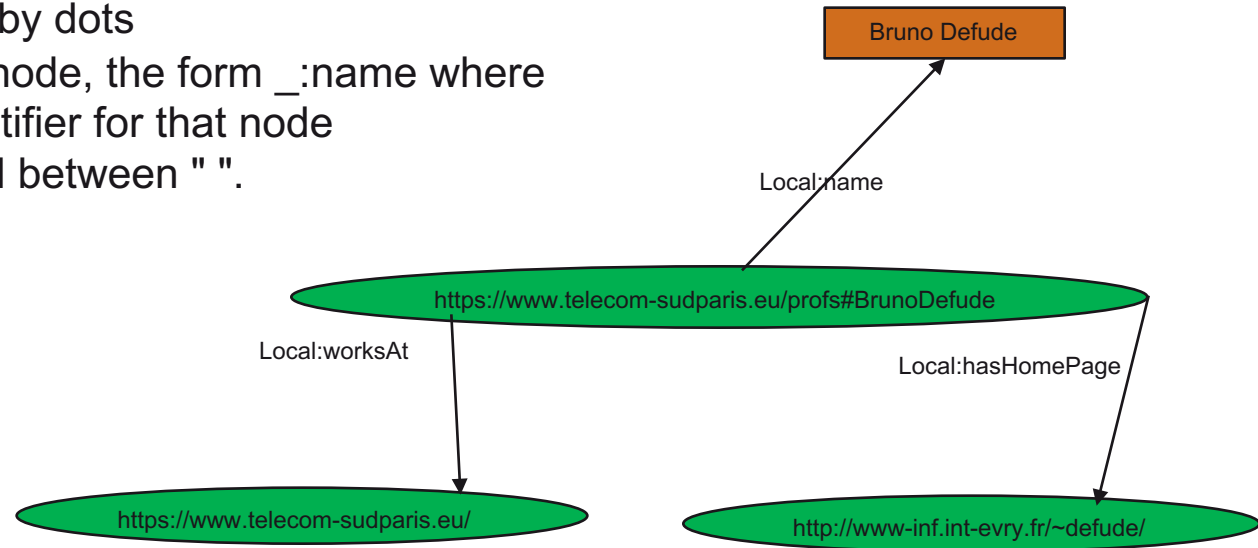 by dots
node, the form _:name where
tifier for that node
between " ".
Bruno Defude
Local:name
https://www.telecom-sudparis.eu/profs#BrunoDefude
Local:worksAt
Local:hasHomePage
https://www.telecom-sudparis.eu/
http://www-inf.int-evry.fr/~defude/